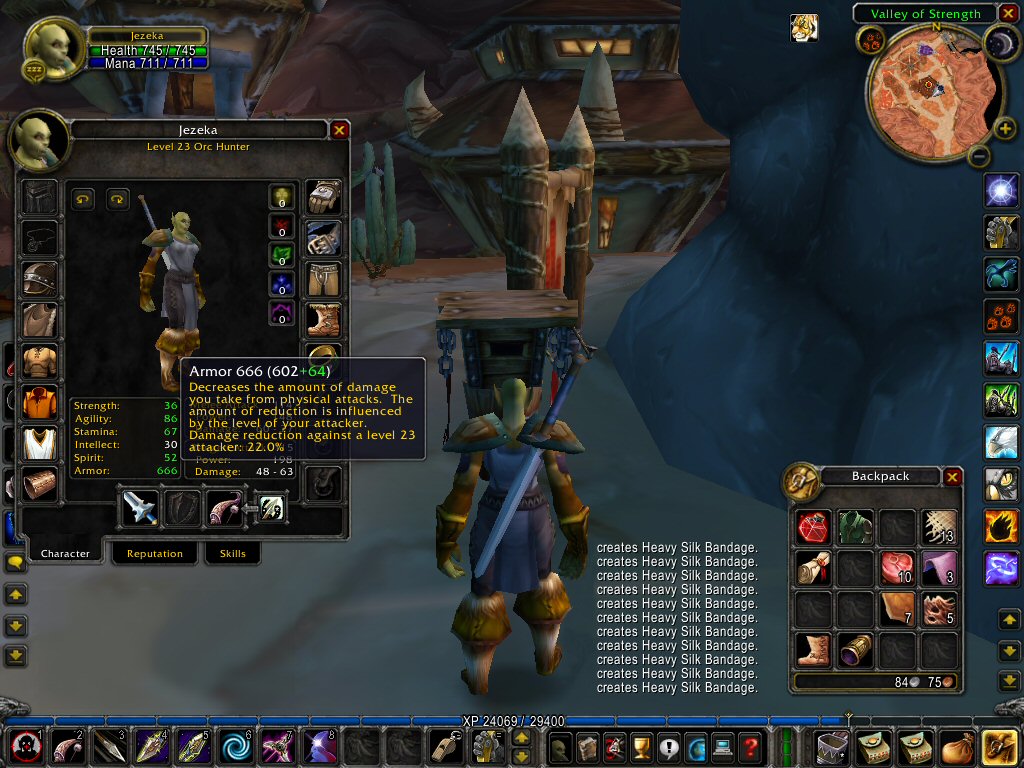 Jezeka
Health 745 / 745
Mana 711 / 711
zzz
Valley of Strength
N
Jezeka
Level 23 Orc Hunter
0
0
0
0
0
Armor 666 (602+64)
Decreases the amount of damage
you take from physical attacks. The
amount of reduction is influenced
by the level of your attacker.
Damage reduction against a level 23
attacker: 22.0%
Strength: 36
Agility: 86
Stamina: 67
Intellect: 30
Spirit: 52
Armor: 666
Power: 198
Damage: 48 - 63
Character
Reputation
Skills
Backpack
13
10
3
7
5
84 75
creates Heavy Silk Bandage.
creates Heavy Silk Bandage.
creates Heavy Silk Bandage.
creates Heavy Silk Bandage.
creates Heavy Silk Bandage.
creates Heavy Silk Bandage.
creates Heavy Silk Bandage.
creates Heavy Silk Bandage.
creates Heavy Silk Bandage.
creates Heavy Silk Bandage.
creates Heavy Silk Bandage.
XP 24069 / 29400
1 2 3 4 5 6 7 8 - =